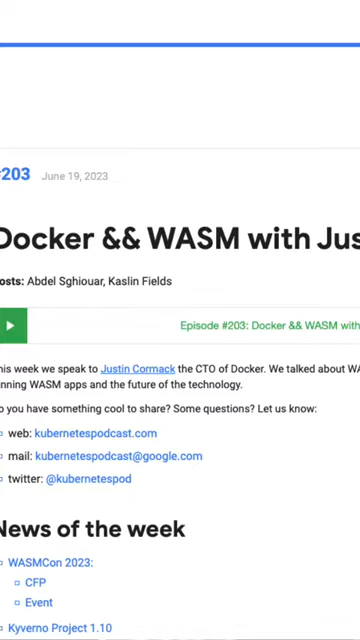 #203 June 19, 2023
Docker && WASM with Jus
osts: Abdel Sghiouar, Kaslin Fields
Episode #203: Docker && WASM with
his week we speak to Justin Cormack the CTO of Docker. We talked about WA
nning WASM apps and the future of the technology.
o you have something cool to share? Some questions? Let us know:
web: kubernetespodcast.com
mail: kubernetespodcast@google.com
twitter: @kubernetespod
News of the week
WASMCon 2023:
CFP
Event
Kyverno Project 1.10